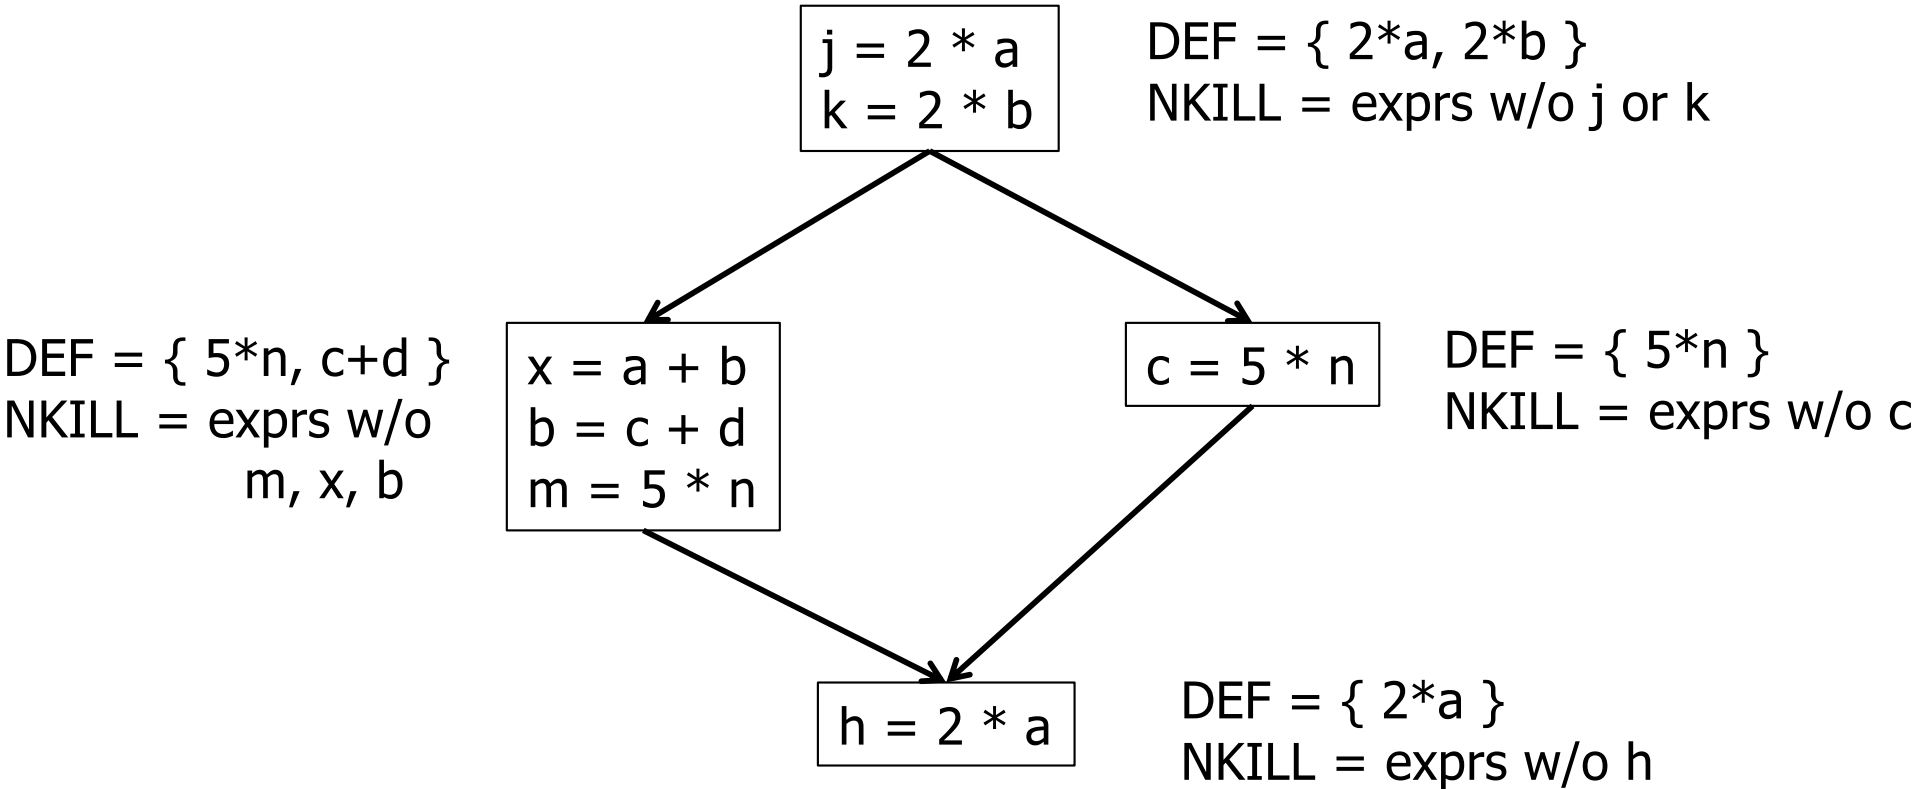 j = 2 * a
k = 2 * b
DEF = { 2*a, 2*b }
NKILL = exprs w/o j or k
DEF = { 5*n, c+d }
NKILL = exprs w/o
m, x, b
x = a + b
b = c + d
m = 5 * n
c = 5 * n
DEF = { 5*n }
NKILL = exprs w/o c
h = 2 * a
DEF = { 2*a }
NKILL = exprs w/o h